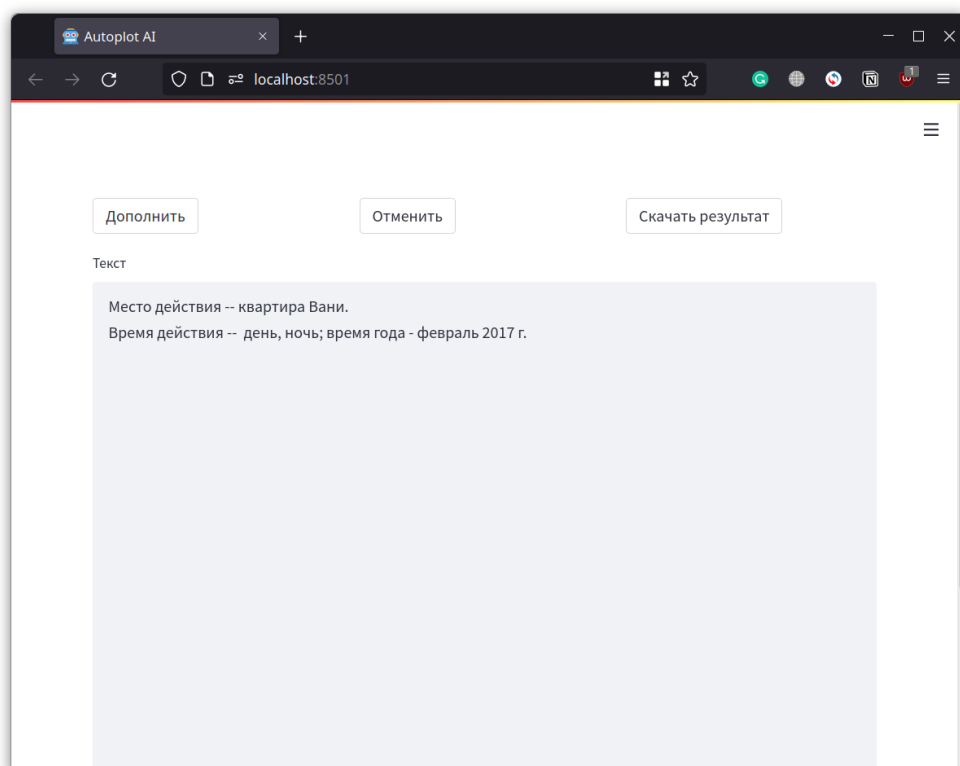 Autoplot AI
localhost:8501
1
Дополнить
Отменить
Скачать результат
Текст
Место действия -- квартира Вани.
Время действия --  день, ночь; время года - февраль 2017 г.